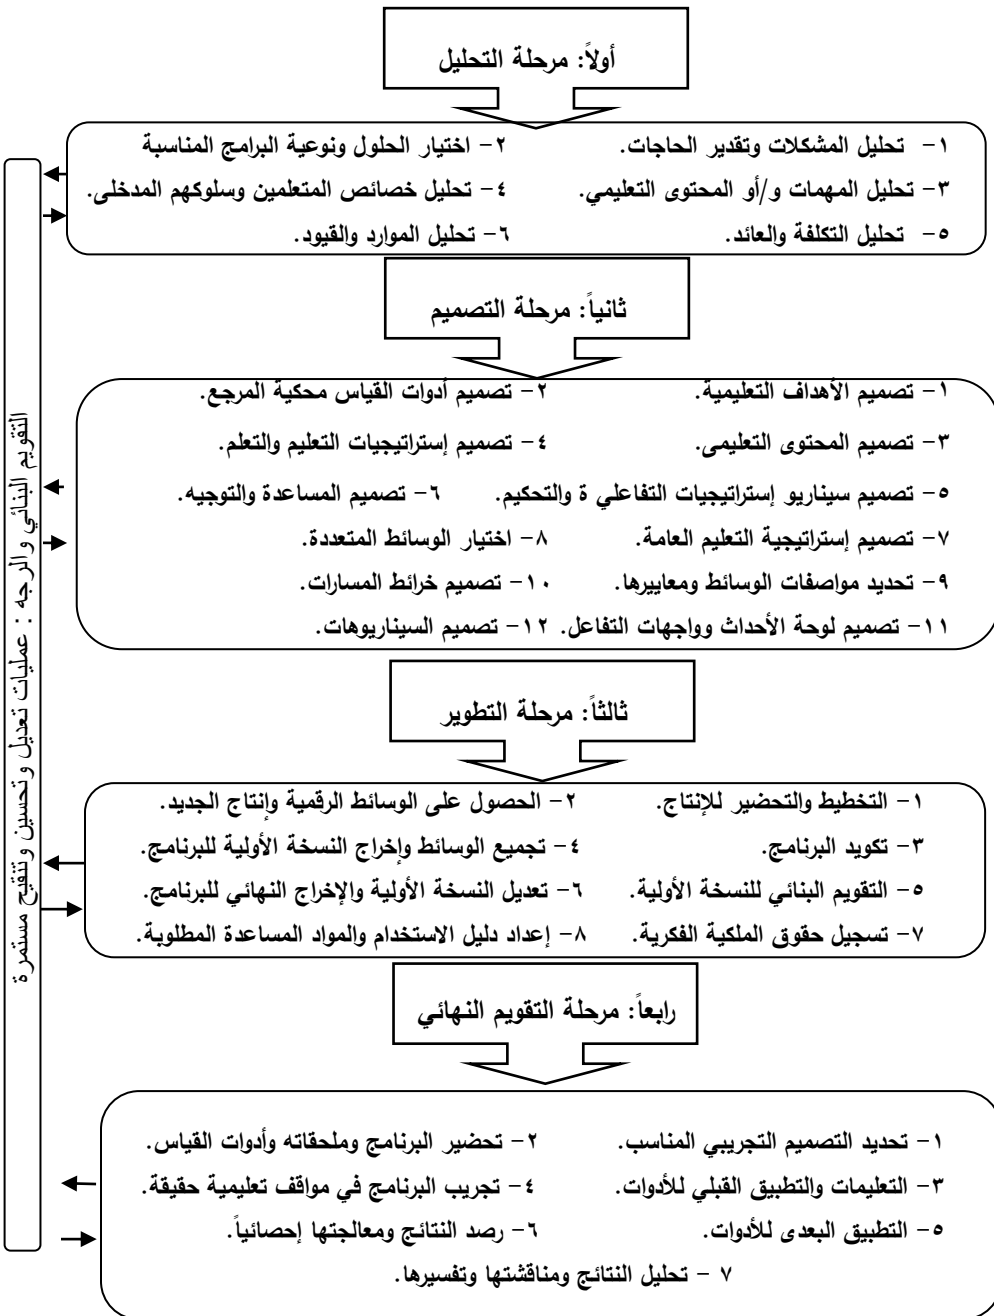 أولاً: مرحلة التحليل
١- تحليل المشكلات وتقدير الحاجات. ٢- اختيار الحلول ونوعية البرامج المناسبة
٣- تحليل المهمات و/أو المحتوى التعليمي. ٤- تحليل خصائص المتعلمين وسلوكهم المدخلى.
٥- تحليل التكلفة والعائد. ٦- تحليل الموارد والقيود.
ثانياً: مرحلة التصميم
١- تصميم الأهداف التعليمية. ٢- تصميم أدوات القياس محكية المرجع.
٣- تصميم المحتوى التعليمى. ٤- تصميم إستراتيجيات التعليم والتعلم.
٥- تصميم سيناريو إستراتيجيات التفاعلي ة والتحكيم. ٦- تصميم المساعدة والتوجيه.
٧- تصميم إستراتيجية التعليم العامة. ٨- اختيار الوسائط المتعددة.
٩- تحديد مواصفات الوسائط ومعاييرها. ١٠- تصميم خرائط المسارات.
١١- تصميم لوحة الأحداث وواجهات التفاعل. ١٢- تصميم السيناريوهات.
ثالثاً: مرحلة التطوير
١- التخطيط والتحضير للإنتاج. ٢- الحصول على الوسائط الرقمية وإنتاج الجديد.
٣- تكويد البرنامج. ٤- تجميع الوسائط وإخراج النسخة الأولية للبرنامج.
٥- التقويم البنائي للنسخة الأولية. ٦- تعديل النسخة الأولية والإخراج النهائي للبرنامج.
٧- تسجيل حقوق الملكية الفكرية. ٨- إعداد دليل الاستخدام والمواد المساعدة المطلوبة.
رابعاً: مرحلة التقويم النهائي
١- تحديد التصميم التجريبي المناسب. ٢- تحضير البرنامج وملحقاته وأدوات القياس.
٣- التعليمات والتطبيق القبلي للأدوات. ٤- تجريب البرنامج في مواقف تعليمية حقيقة.
٥- التطبيق البعدى للأدوات. ٦- رصد النتائج ومعالجتها إحصائياً.
٧ - تحليل النتائج ومناقشتها وتفسيرها.
التقويم البنائي و الرجه : عمليات تعديل وتحسين وتنقيح مستمرة